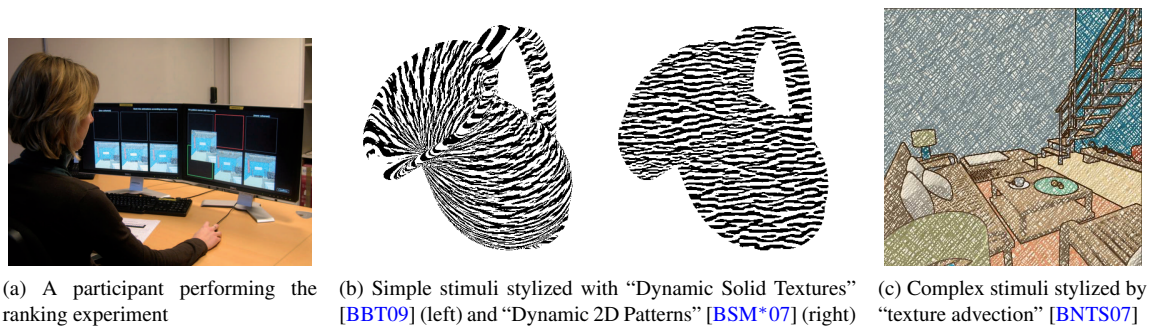 (a) A participant performing the
ranking experiment
(b) Simple stimuli stylized with “Dynamic Solid Textures”
[BBT09] (left) and “Dynamic 2D Patterns” [BSM*07] (right)
(c) Complex stimuli stylized by
“texture advection” [BNTS07]